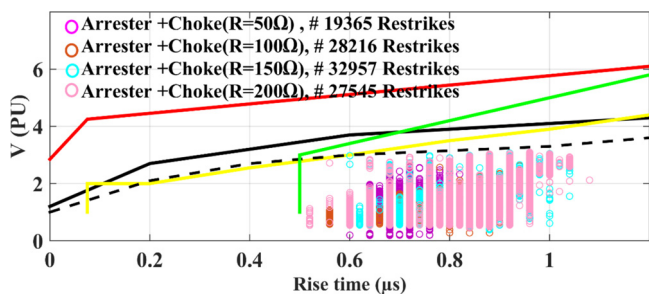 Arrester +Choke(R=50Ω) , # 19365 Restrikes
Arrester +Choke(R=100Ω), # 28216 Restrikes
Arrester +Choke(R=150Ω), # 32957 Restrikes
Arrester +Choke(R=200Ω), # 27545 Restrikes
V (PU)
6
4
2
0
0 0.2 0.4 0.6 0.8 1
Rise time (µs)